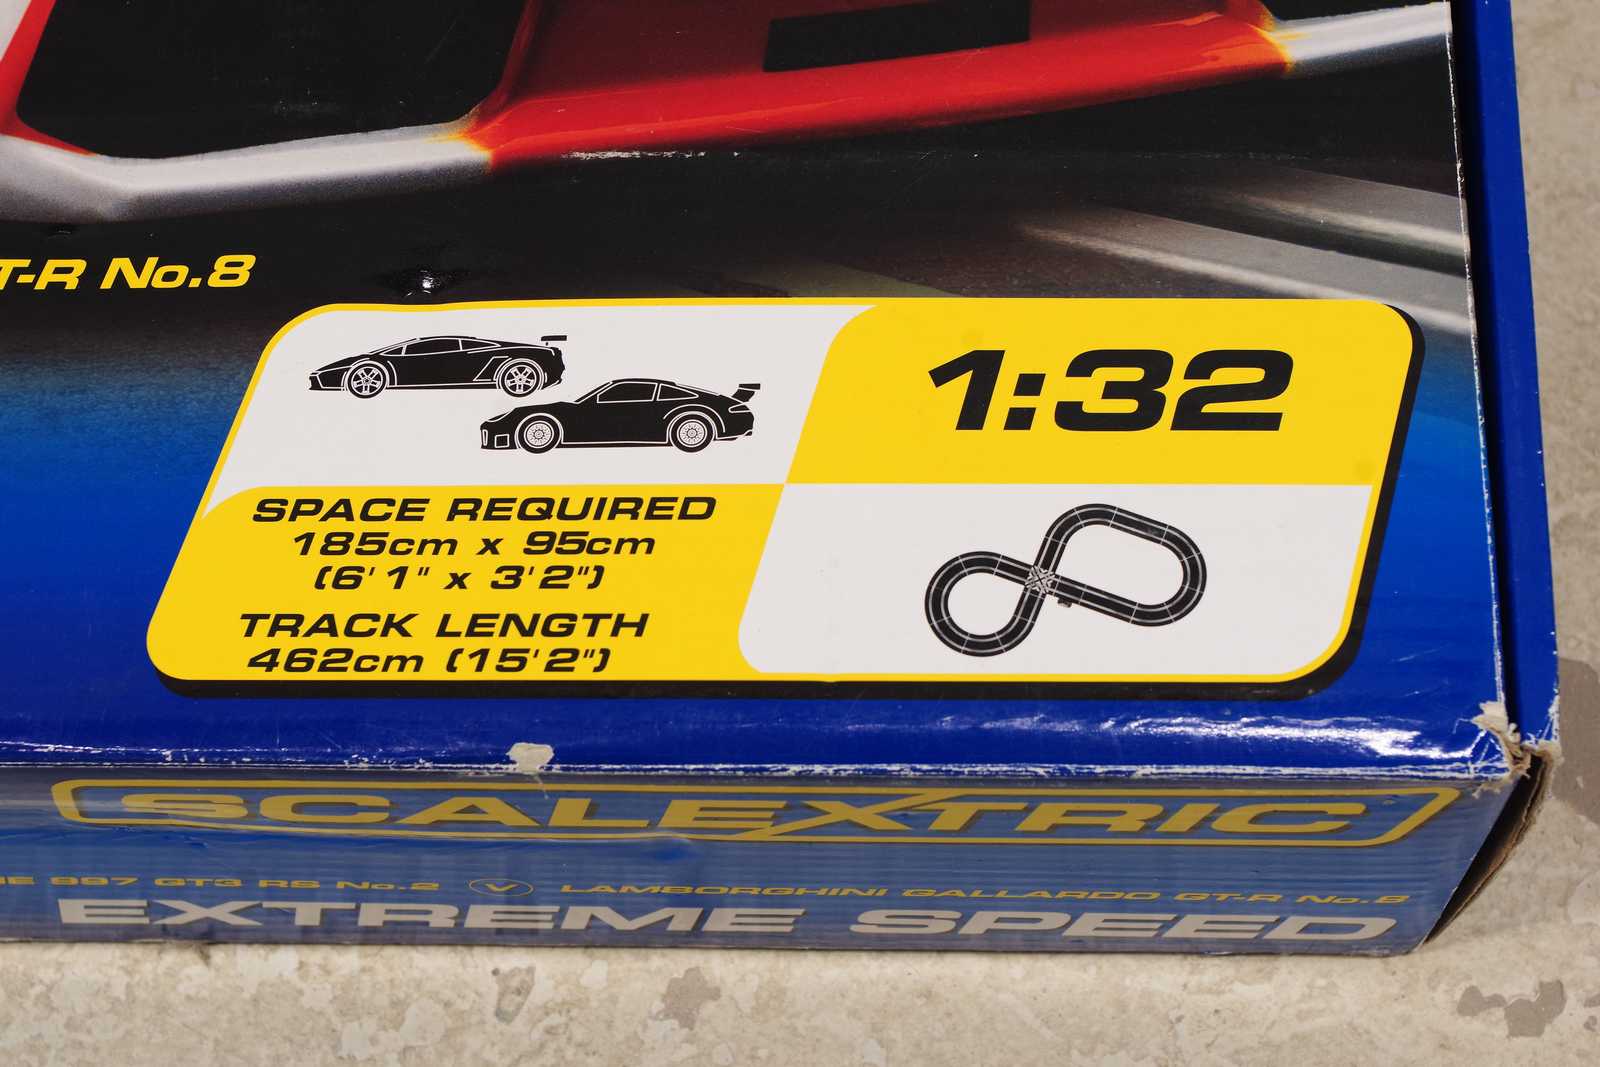 T-R No.8
1:32
SPACE REQUIRED
185cm x 95cm
(6'1" x 3'2")
TRACK LENGTH
462cm (15'2")
SCALEXTRIC
997 GT3 RS No.2 V LAMBORGHINI GALLARDO GT-R No.8
EXTREME SPEED